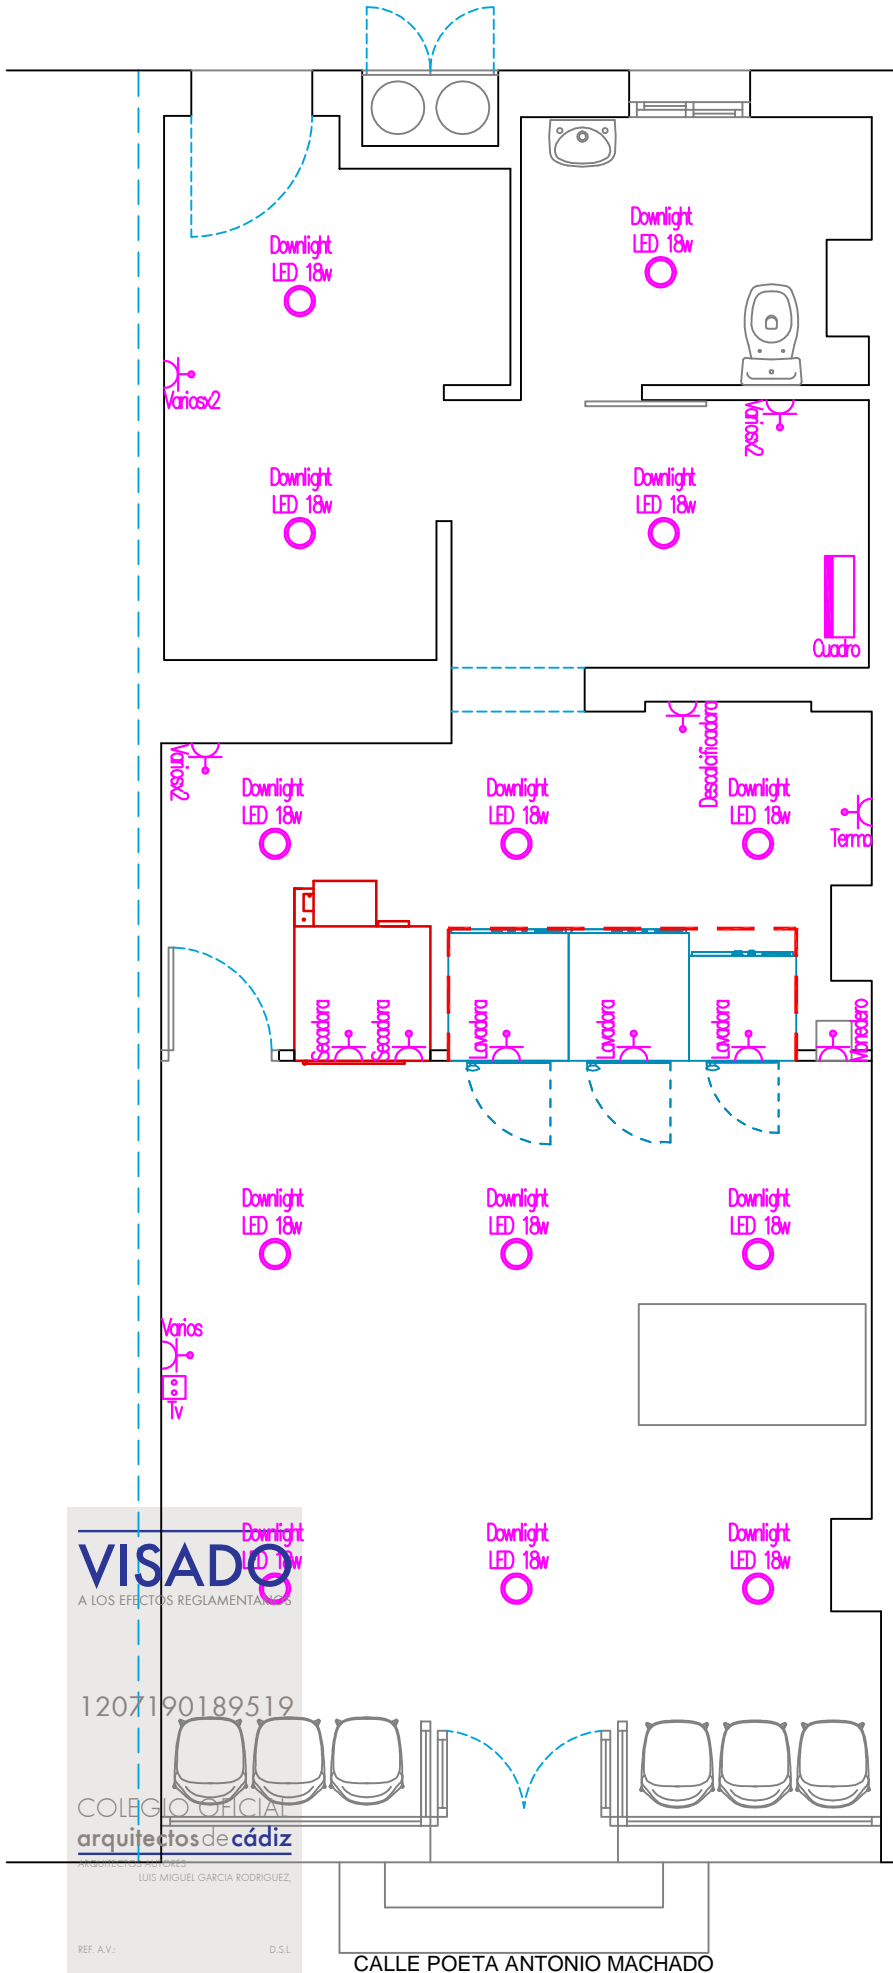 Downlight
LED 18w
Downlight
LED 18w
Variosx2
Variosx2
Downlight
LED 18w
Downlight
LED 18w
Cuadro
Descalcificadora
Variosx2
Downlight
LED 18w
Downlight
LED 18w
Downlight
LED 18w
Termo
Secadora
Secadora
Lavadora
Lavadora
Lavadora
Monedero
Downlight
LED 18w
Downlight
LED 18w
Downlight
LED 18w
Varios
Tv
Downlight
LED 18w
Downlight
LED 18w
Downlight
LED 18w
VISADO
A LOS EFECTOS REGLAMENTARIOS
1207190189519
COLEGIO OFICIAL
arquitectos de cádiz
ARQUITECTOS AUTORES
LUIS MIGUEL GARCIA RODRIGUEZ,
REF. A.V.: D.S.L
CALLE POETA ANTONIO MACHADO